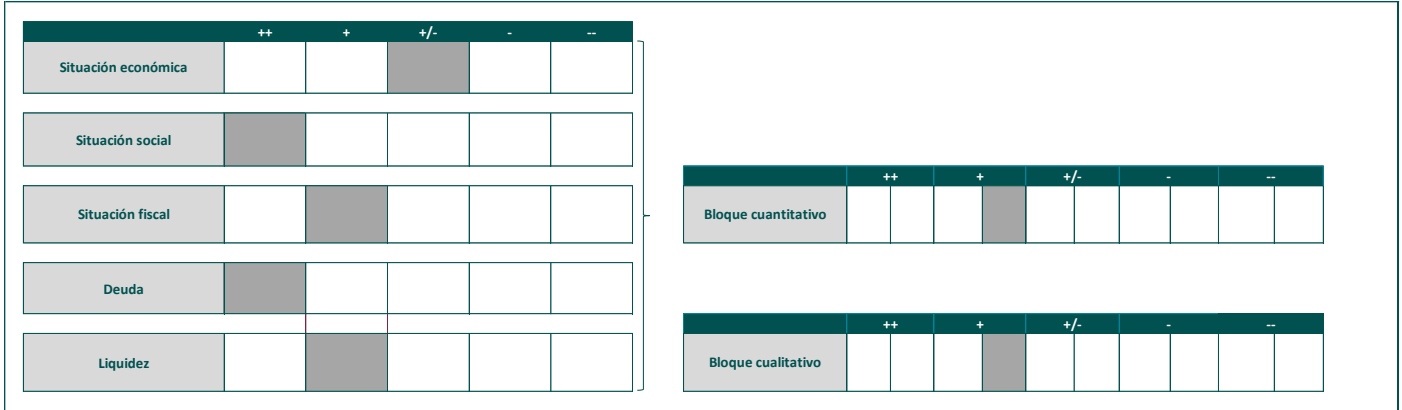 ++ + +/- - --
Situación económica
Situación social
Situación fiscal
Deuda
Liquidez
++ + +/- - --
Bloque cuantitativo
++ + +/- - --
Bloque cualitativo